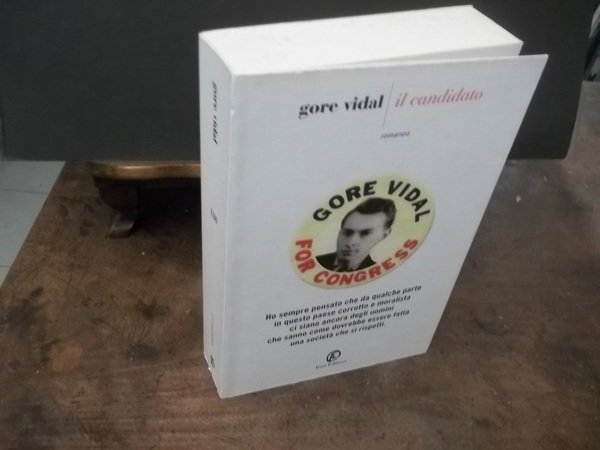 gore vidal
gore vidal | il candidato
romanzo
GORE VIDAL
FOR CONGRESS
Ho sempre pensato che da qualche parte
in questo paese corrotto e moralista
ci siano ancora degli uomini
che sanno come dovrebbe essere fatta
una società che si rispetti.
Fazi Editore